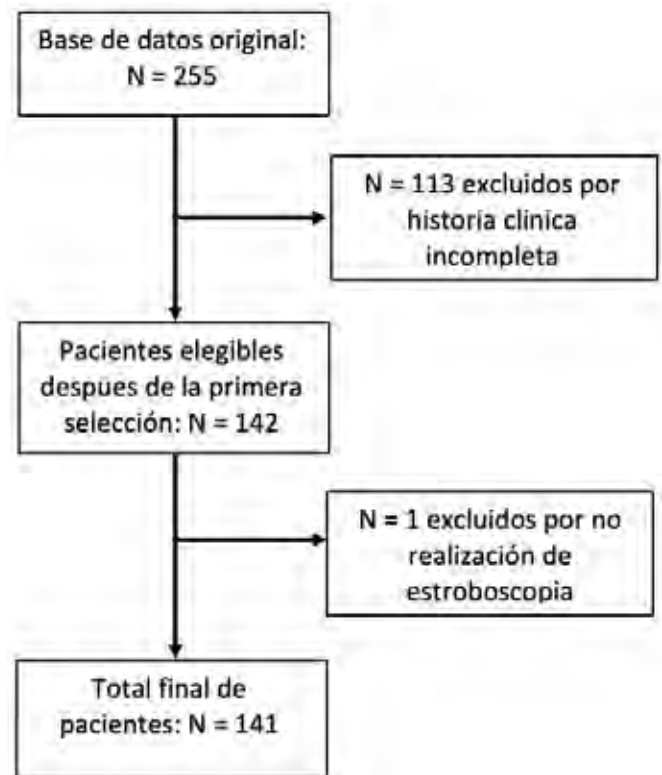 Base de datos original:
N = 255
N = 113 excluidos por
historia clinica
incompleta
Pacientes elegibles
despues de la primera
selección: N = 142
N = 1 excluidos por no
realización de
estroboscopia
Total final de
pacientes: N = 141